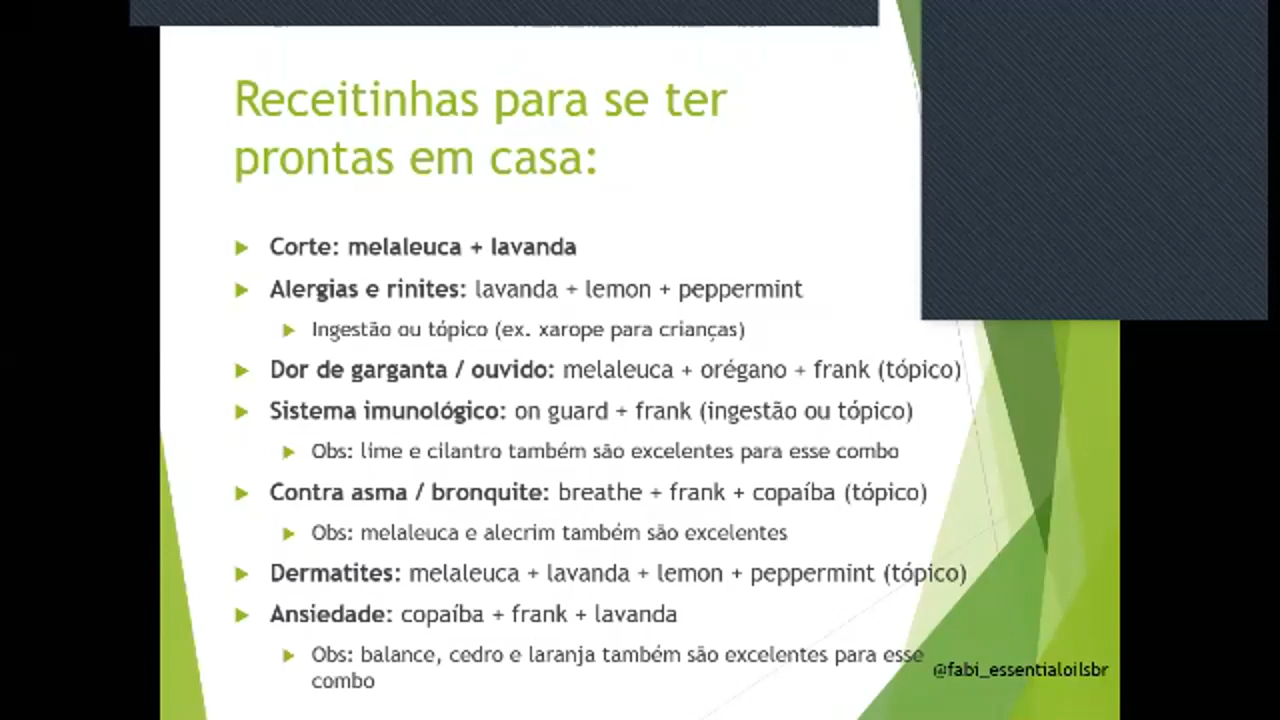 Receitinhas para se ter
prontas em casa:
Corte: melaleuca + lavanda
Alergias e rinites: lavanda + lemon + peppermint
Ingestão ou tópico (ex. xarope para crianças)
Dor de garganta / ouvido: melaleuca + orégano + frank (tópico)
Sistema imunológico: on guard + frank (ingestão ou tópico)
Obs: lime e cilantro também são excelentes para esse combo
Contra asma / bronquite: breathe + frank + copaíba (tópico)
Obs: melaleuca e alecrim também são excelentes
Dermatites: melaleuca + lavanda + lemon + peppermint (tópico)
Ansiedade: copaíba + frank + lavanda
Obs: balance, cedro e laranja também são excelentes para esse
combo
@fabi_essentialoilsbr